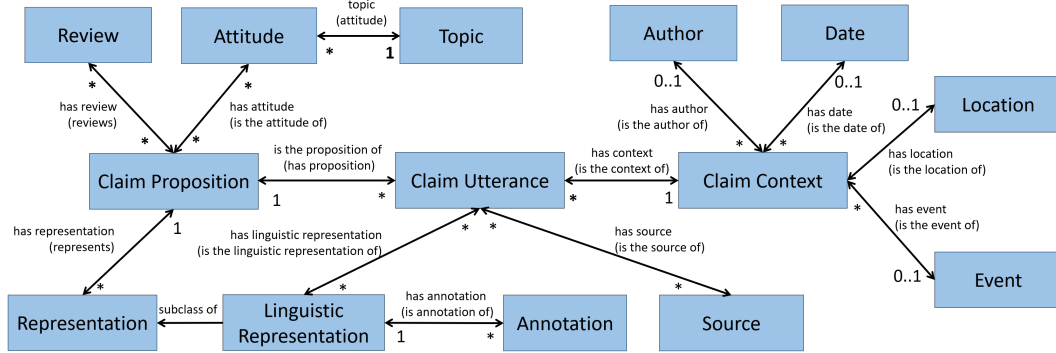 topic
(attitude)
Review
Attitude
*
1
Topic
Author
Date
*
*
0..1
0..1
has review
(reviews)
has attitude
(is the attitude of)
has author
(is the author of)
has date
(is the date of)
0..1
Location
*
*
*
*
is the proposition of
(has proposition)
has context
(is the context of)
has location
(is the location of)
Claim Proposition
Claim Utterance
Claim Context
1
*
*
1
*
has event
(is the event of)
has representation
(represents)
1
has linguistic representation
(is the linguistic representation of)
*
*
has source
(is the source of)
0..1
Event
*
*
*
Representation
subclass of
Linguistic
Representation
has annotation
(is annotation of)
1
*
Annotation
Source